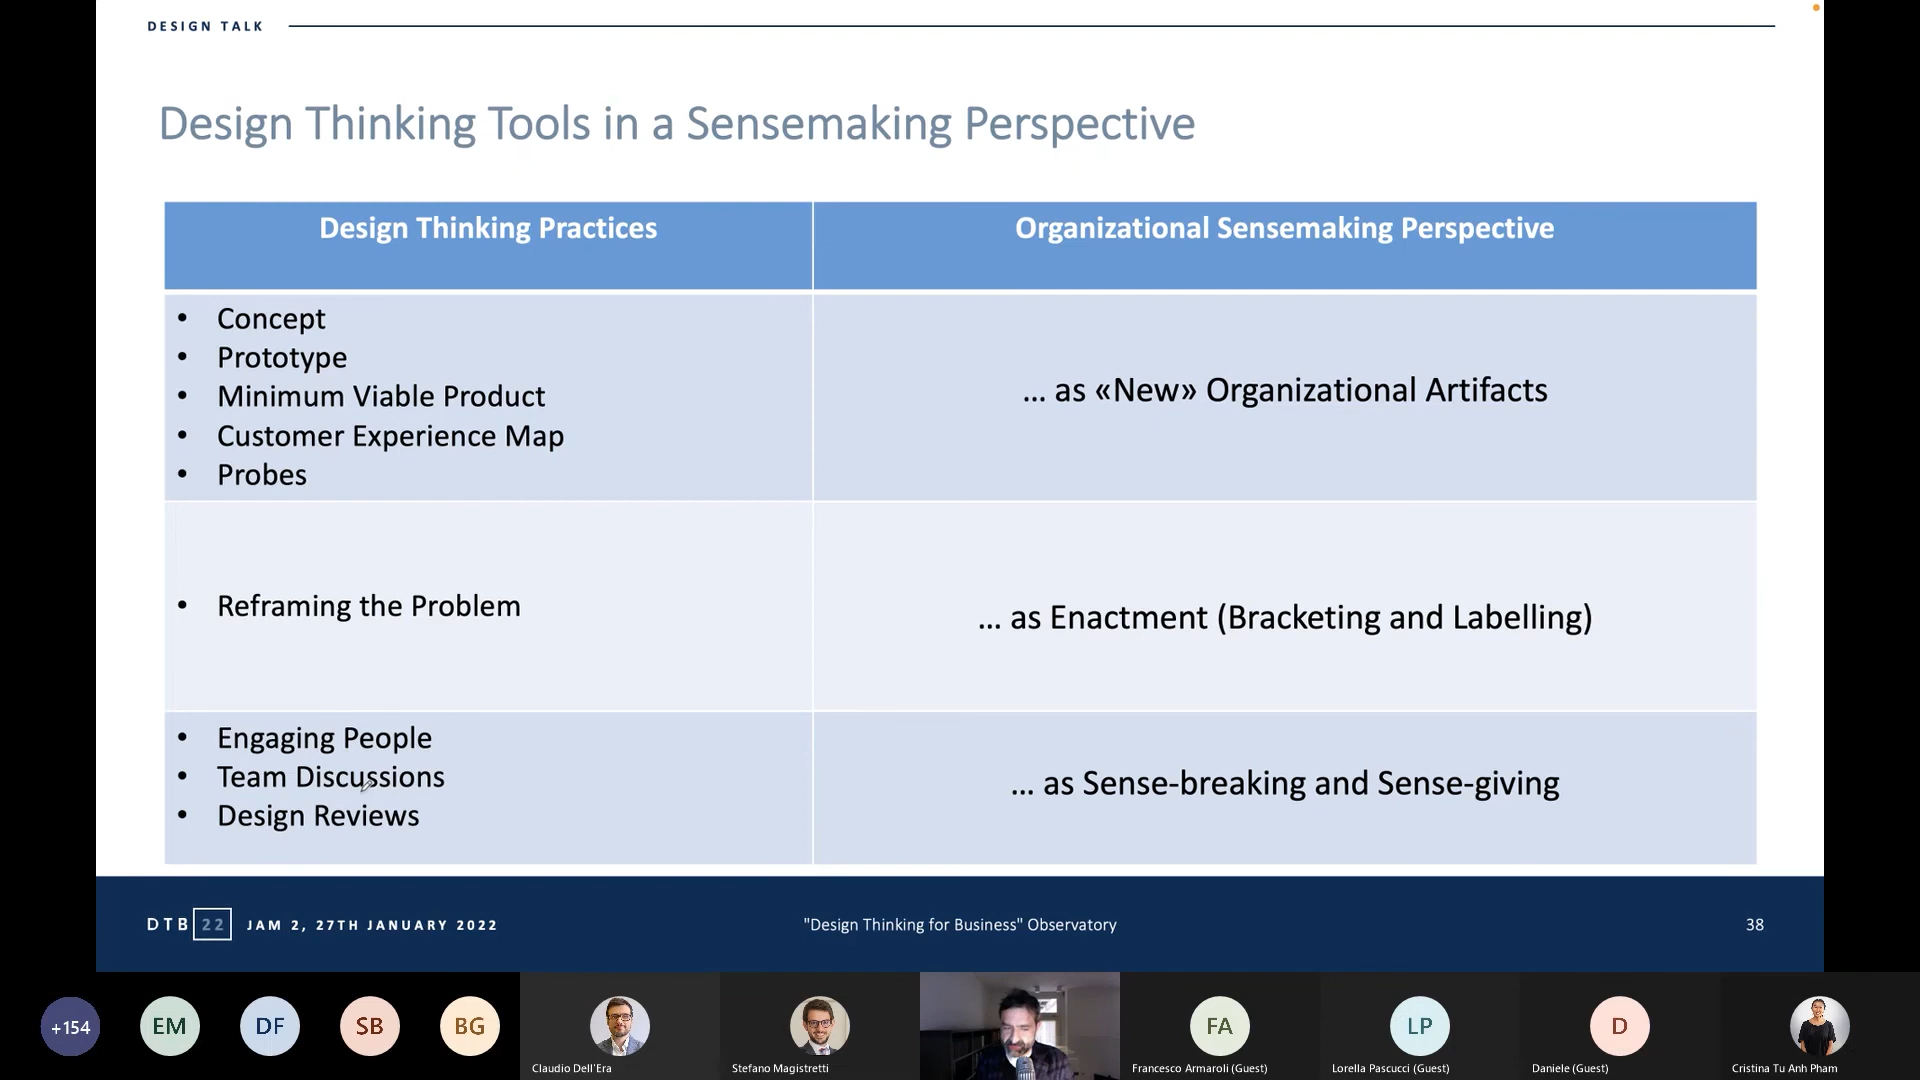 DESIGN TALK
Design Thinking Tools in a Sensemaking Perspective
Design Thinking Practices
Organizational Sensemaking Perspective
• Concept
• Prototype
• Minimum Viable Product
• Customer Experience Map
• Probes
... as «New» Organizational Artifacts
• Reframing the Problem
... as Enactment (Bracketing and Labelling)
• Engaging People
• Team Discussions
• Design Reviews
... as Sense-breaking and Sense-giving
DTB 22 JAM 2, 27TH JANUARY 2022
"Design Thinking for Business" Observatory
38
+154
EM
DF
SB
BG
Claudio Dell'Era
Stefano Magistretti
FA
Francesco Armaroli (Guest)
LP
Lorella Pascucci (Guest)
D
Daniele (Guest)
Cristina Tu Anh Pham